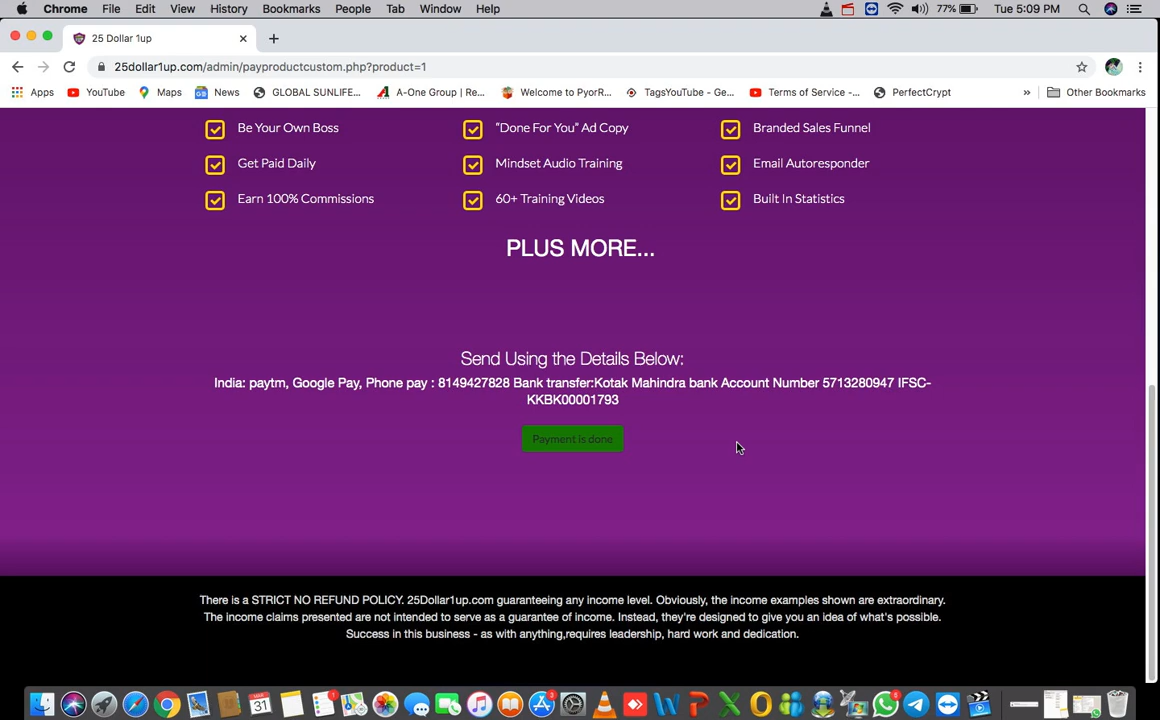 Chrome File Edit View History Bookmarks People Tab Window Help 77% Tue 5:09 PM
25 Dollar 1up
25dollar1up.com/admin/payproductcustom.php?product=1
Apps YouTube Maps News GLOBAL SUNLIFE... A-One Group | Re... Welcome to PyorR... TagsYouTube - Ge... Terms of Service -... PerfectCrypt » Other Bookmarks
Be Your Own Boss “Done For You” Ad Copy Branded Sales Funnel
Get Paid Daily Mindset Audio Training Email Autoresponder
Earn 100% Commissions 60+ Training Videos Built In Statistics
PLUS MORE...
Send Using the Details Below:
India: paytm, Google Pay, Phone pay : 8149427828 Bank transfer:Kotak Mahindra bank Account Number 5713280947 IFSC-
KKBK00001793
Payment is done
There is a STRICT NO REFUND POLICY. 25Dollar1up.com guaranteeing any income level. Obviously, the income examples shown are extraordinary.
The income claims presented are not intended to serve as a guarantee of income. Instead, they're designed to give you an idea of what's possible.
Success in this business - as with anything,requires leadership, hard work and dedication.